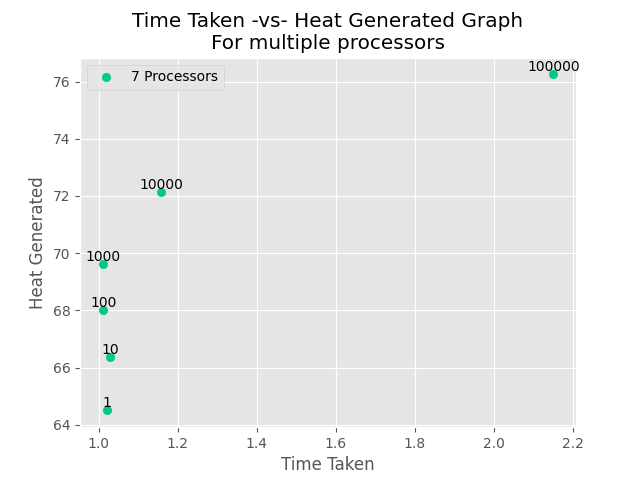 Time Taken -vs- Heat Generated Graph
For multiple processors
7 Processors
100000
10000
1000
100
10
1
76
74
72
70
68
66
64
Heat Generated
1.0 1.2 1.4 1.6 1.8 2.0 2.2
Time Taken